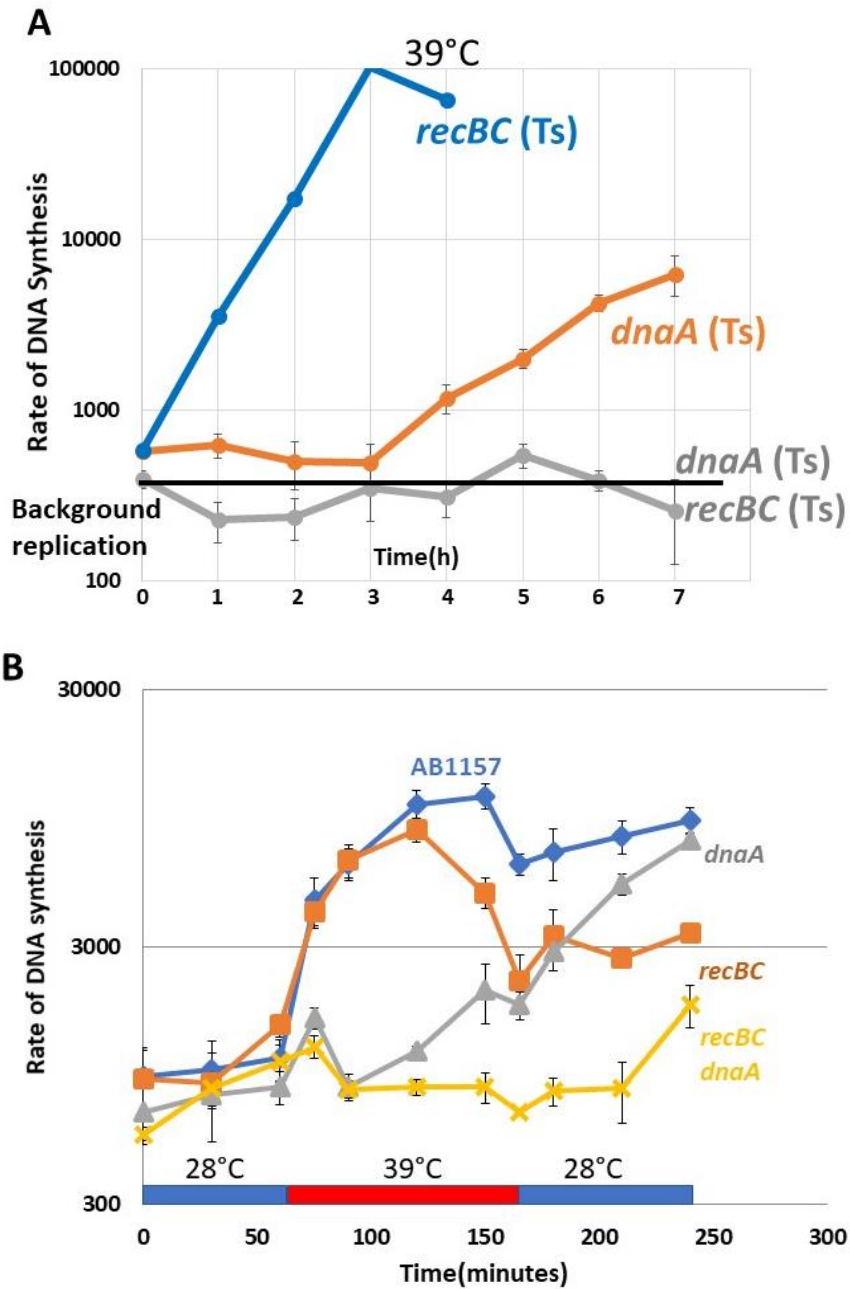 A
39°C
100000
recBC (Ts)
10000
Rate of DNA Synthesis
dnaA (Ts)
1000
dnaA (Ts)
recBC (Ts)
Background
replication
Time(h)
100
0 1 2 3 4 5 6 7
B
30000
AB1157
dnaA
Rate of DNA synthesis
3000
recBC
recBC
dnaA
28°C 39°C 28°C
300
0 50 100 150 200 250 300
Time(minutes)